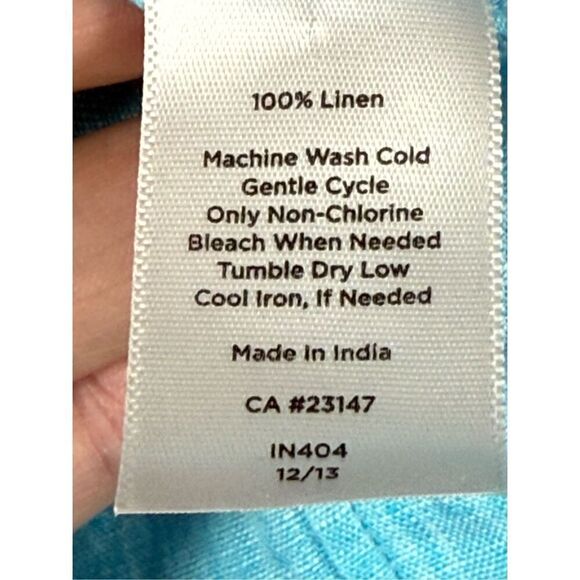 100% Linen
Machine Wash Cold
Gentle Cycle
Only Non-Chlorine
Bleach When Needed
Tumble Dry Low
Cool Iron, If Needed
Made In India
CA #23147
IN404
12/13